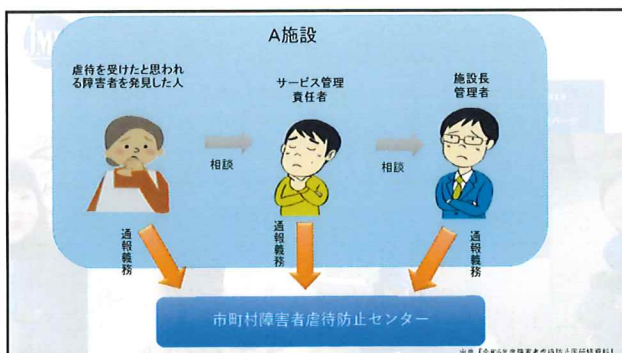 A施設
虐待を受けたと思われ
る障害者を発見した人
サービス管理
責任者
施設長
管理者
相談
相談
通報義務
通報義務
通報義務
市町村障害者虐待防止センター